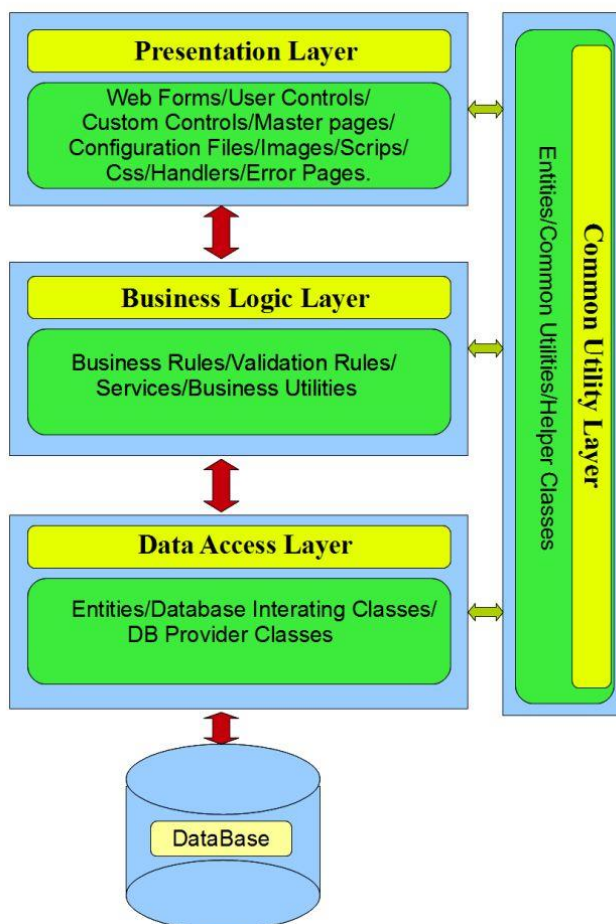 Presentation Layer
Web Forms/User Controls/
Custom Controls/Master pages/
Configuration Files/Images/Scrips/
Css/Handlers/Error Pages.
Business Logic Layer
Business Rules/Validation Rules/
Services/Business Utilities
Data Access Layer
Entities/Database Interating Classes/
DB Provider Classes
DataBase
Common Utility Layer
Entities/Common Utilities/Helper Classes